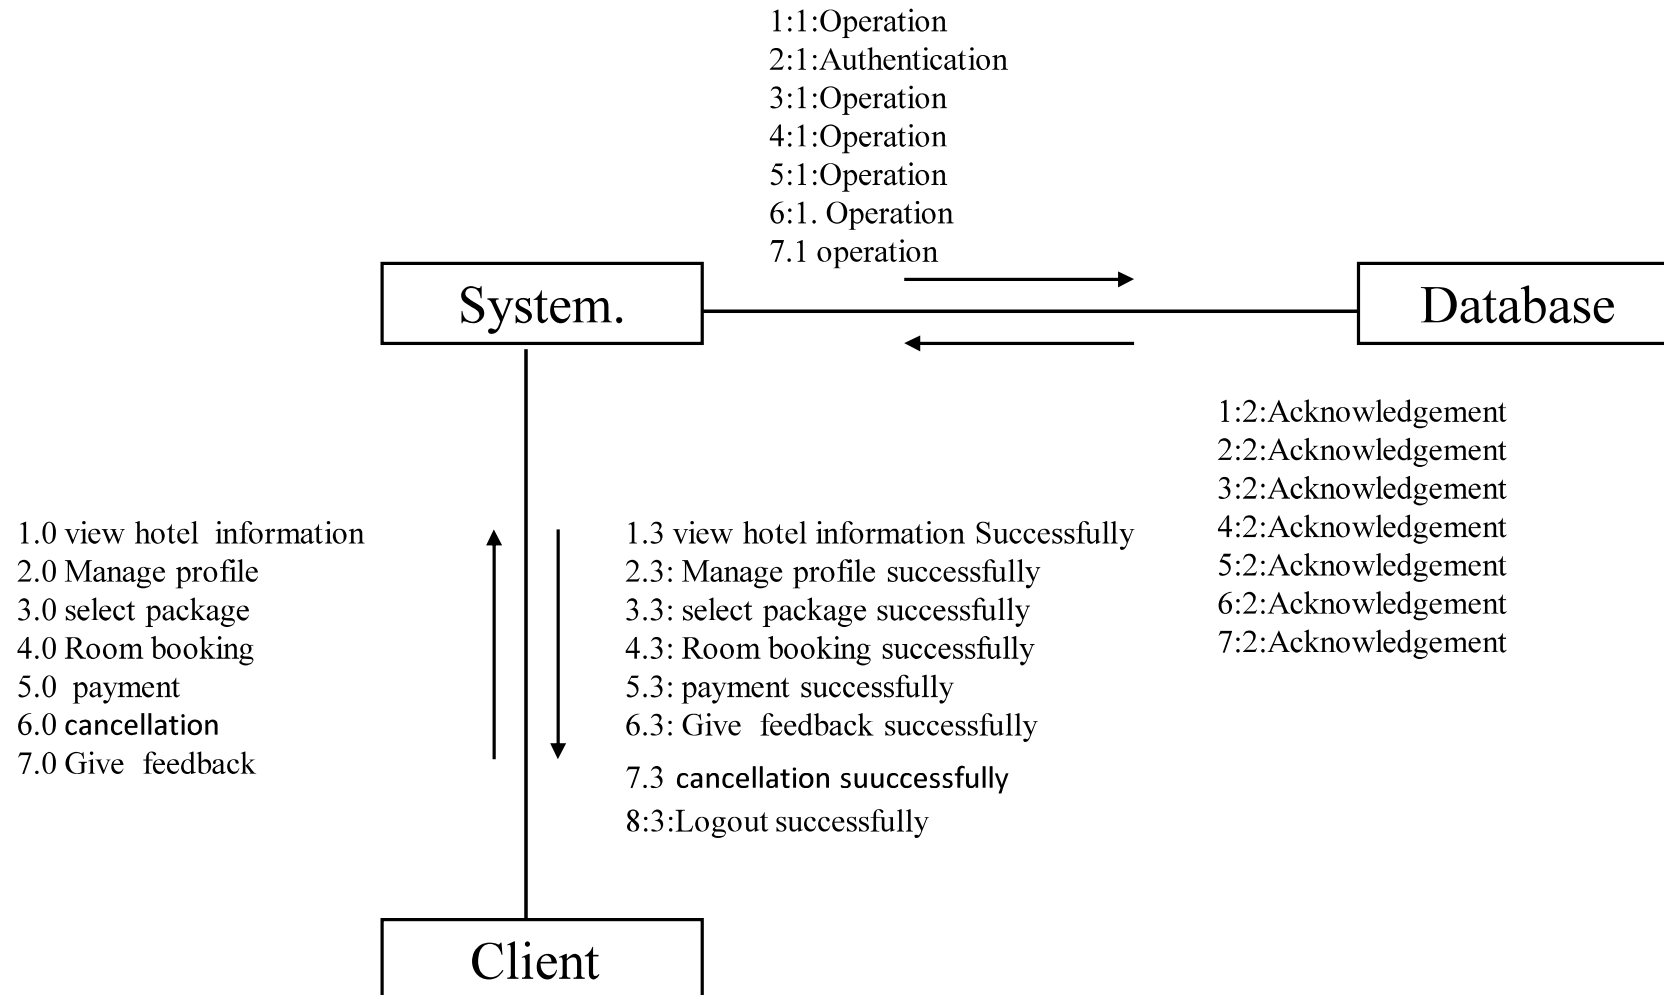 1:1:Operation
2:1:Authentication
3:1:Operation
4:1:Operation
5:1:Operation
6:1. Operation
7.1 operation
System.
Database
1:2:Acknowledgement
2:2:Acknowledgement
3:2:Acknowledgement
4:2:Acknowledgement
5:2:Acknowledgement
6:2:Acknowledgement
7:2:Acknowledgement
1.0 view hotel information
2.0 Manage profile
3.0 select package
4.0 Room booking
5.0 payment
6.0 cancellation
7.0 Give feedback
1.3 view hotel information Successfully
2.3: Manage profile successfully
3.3: select package successfully
4.3: Room booking successfully
5.3: payment successfully
6.3: Give feedback successfully
7.3 cancellation suuccessfully
8:3:Logout successfully
Client